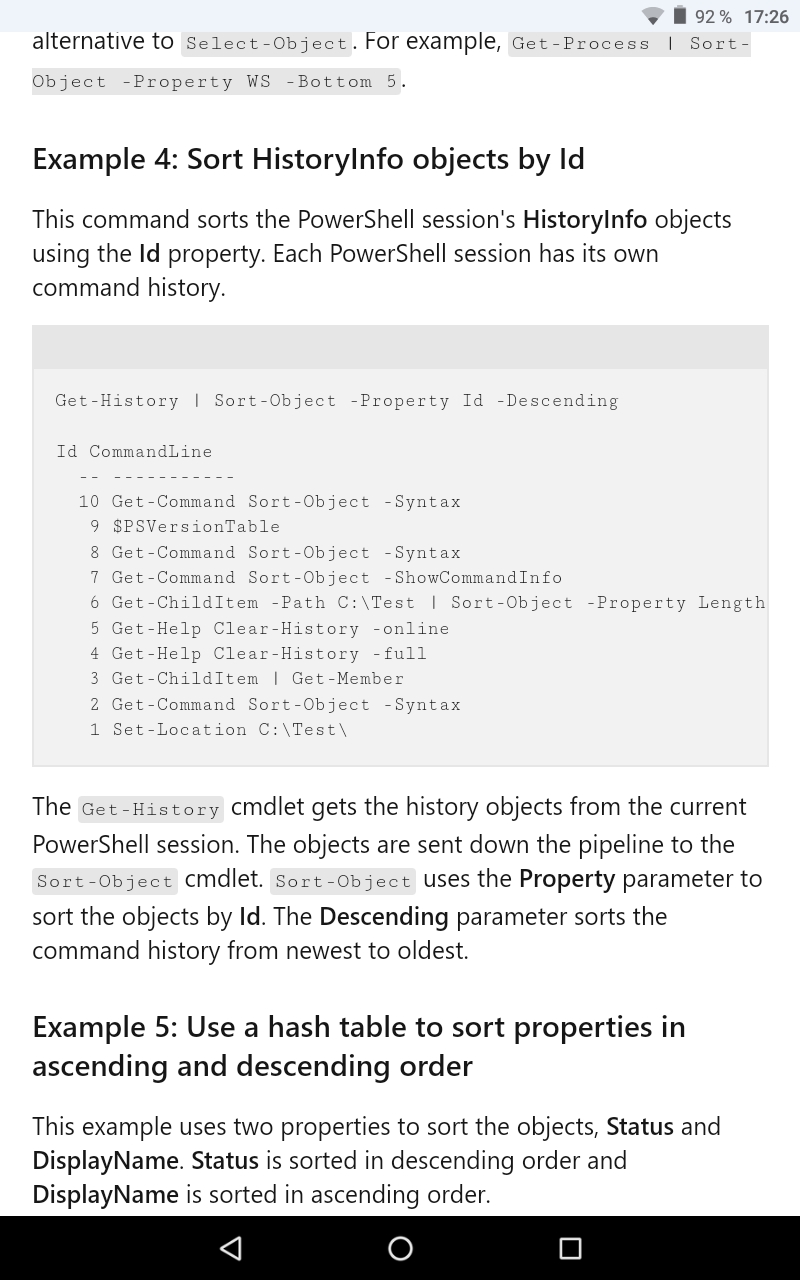 92 % 17:26
alternative to Select-Object. For example, Get-Process | Sort-
Object -Property WS -Bottom 5.
Example 4: Sort HistoryInfo objects by Id
This command sorts the PowerShell session's HistoryInfo objects
using the Id property. Each PowerShell session has its own
command history.
Get-History | Sort-Object -Property Id -Descending
Id CommandLine
-- -----------
10 Get-Command Sort-Object -Syntax
9 $PSVersionTable
8 Get-Command Sort-Object -Syntax
7 Get-Command Sort-Object -ShowCommandInfo
6 Get-ChildItem -Path C:\Test | Sort-Object -Property Length
5 Get-Help Clear-History -online
4 Get-Help Clear-History -full
3 Get-ChildItem | Get-Member
2 Get-Command Sort-Object -Syntax
1 Set-Location C:\Test\
The Get-History cmdlet gets the history objects from the current
PowerShell session. The objects are sent down the pipeline to the
Sort-Object cmdlet. Sort-Object uses the Property parameter to
sort the objects by Id. The Descending parameter sorts the
command history from newest to oldest.
Example 5: Use a hash table to sort properties in
ascending and descending order
This example uses two properties to sort the objects, Status and
DisplayName. Status is sorted in descending order and
DisplayName is sorted in ascending order.